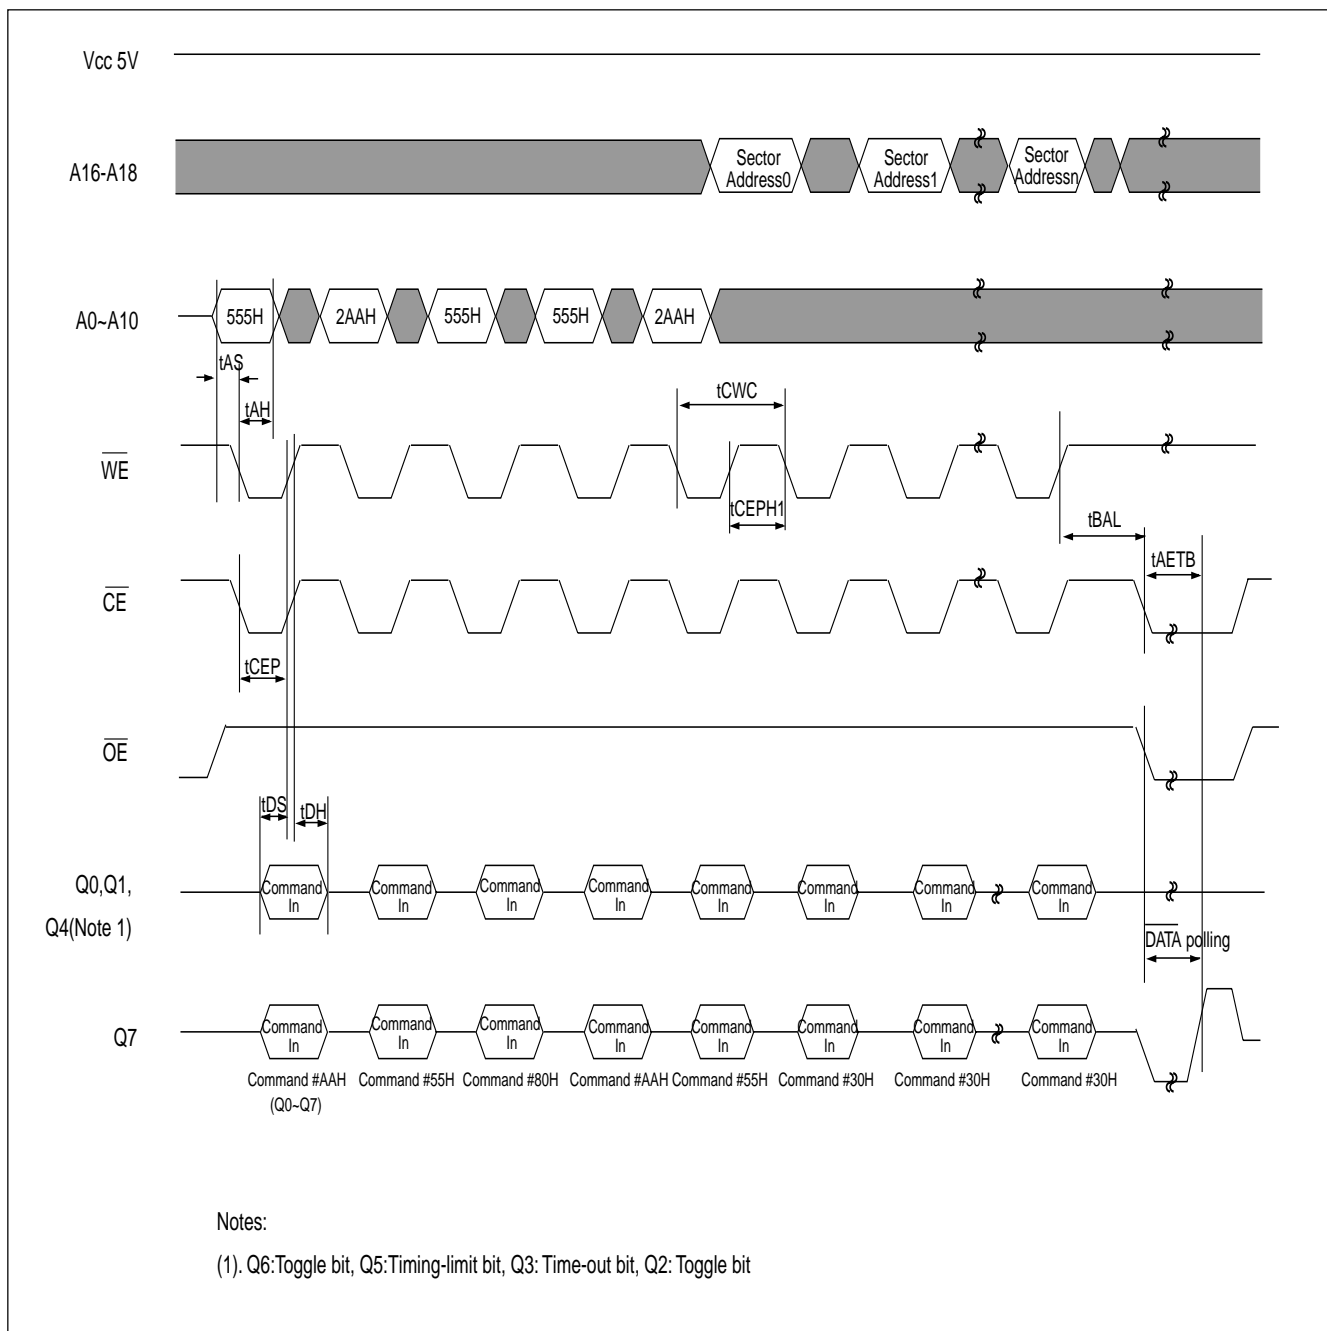 Vcc 5V
A16-A18
Sector
Address0
Sector
Address1
Sector
Addressn
A0~A10
555H
2AAH
555H
555H
2AAH
tAS
tAH
tCWC
WE
tCEPH1
tBAL
tAETB
CE
tCEP
OE
tDS
tDH
Q0,Q1,
Q4(Note 1)
Command
In
Command
In
Command
In
Command
In
Command
In
Command
In
Command
In
Command
In
DATA polling
Q7
Command
In
Command
In
Command
In
Command
In
Command
In
Command
In
Command
In
Command
In
Command #AAH
(Q0~Q7)
Command #55H
Command #80H
Command #AAH
Command #55H
Command #30H
Command #30H
Command #30H
Notes:
(1). Q6:Toggle bit, Q5:Timing-limit bit, Q3: Time-out bit, Q2: Toggle bit